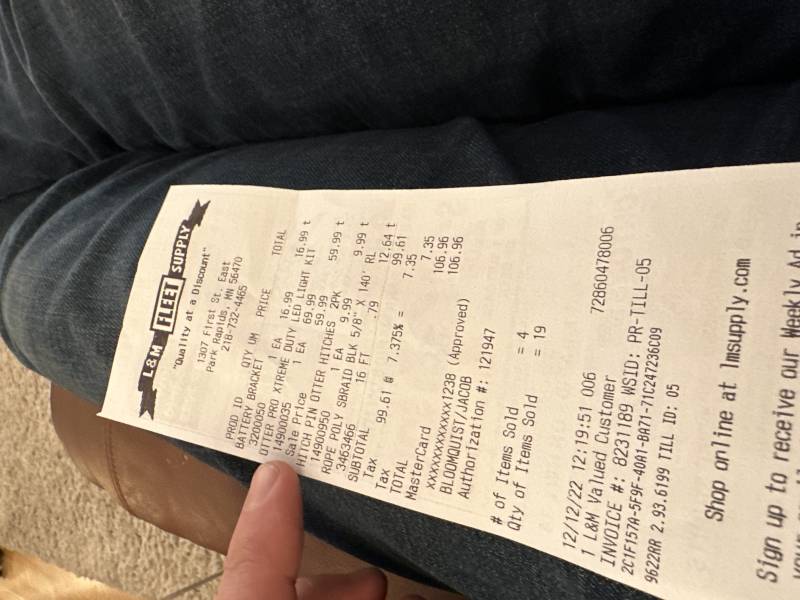 L&M FLEET SUPPLY
"Quality at a Discount"
1307 First St. East
Park Rapids, MN 56470
218-732-4465
PROD ID QTY UM PRICE TOTAL
BATTERY BRACKET
3200050 1 EA 16.99 16.99 t
OTTER PRO XTREME DUTY LED LIGHT KIT
14900035 1 EA 69.99
Sale Price 59.99 59.99 t
HITCH PIN OTTER HITCHES 2PK
14900950 1 EA 9.99 9.99 t
ROPE POLY SBRAID BLK 5/8" X 140' RL
3463466 16 FT .79 12.64 t
SUBTOTAL 99.61
Tax 7.35
Tax 99.61 @ 7.375% = 7.35
TOTAL 106.96
MasterCard 106.96
XXXXXXXXXXXX1238 (Approved)
BLOOMQUIST/JACOB
Authorization #: 121947
# of Items Sold = 4
Qty of Items Sold = 19
12/12/22 12:19:51 006 72860478006
1 L&M Valued Customer
INVOICE #: 8231189 WSID: PR-TILL-05
2C1F157A-5F9F-40A1-BA71-71C247236C09
9622RR 2.93.6199 TILL ID: 05
Shop online at lmsupply.com
Sign up to receive our Weekly Ad in